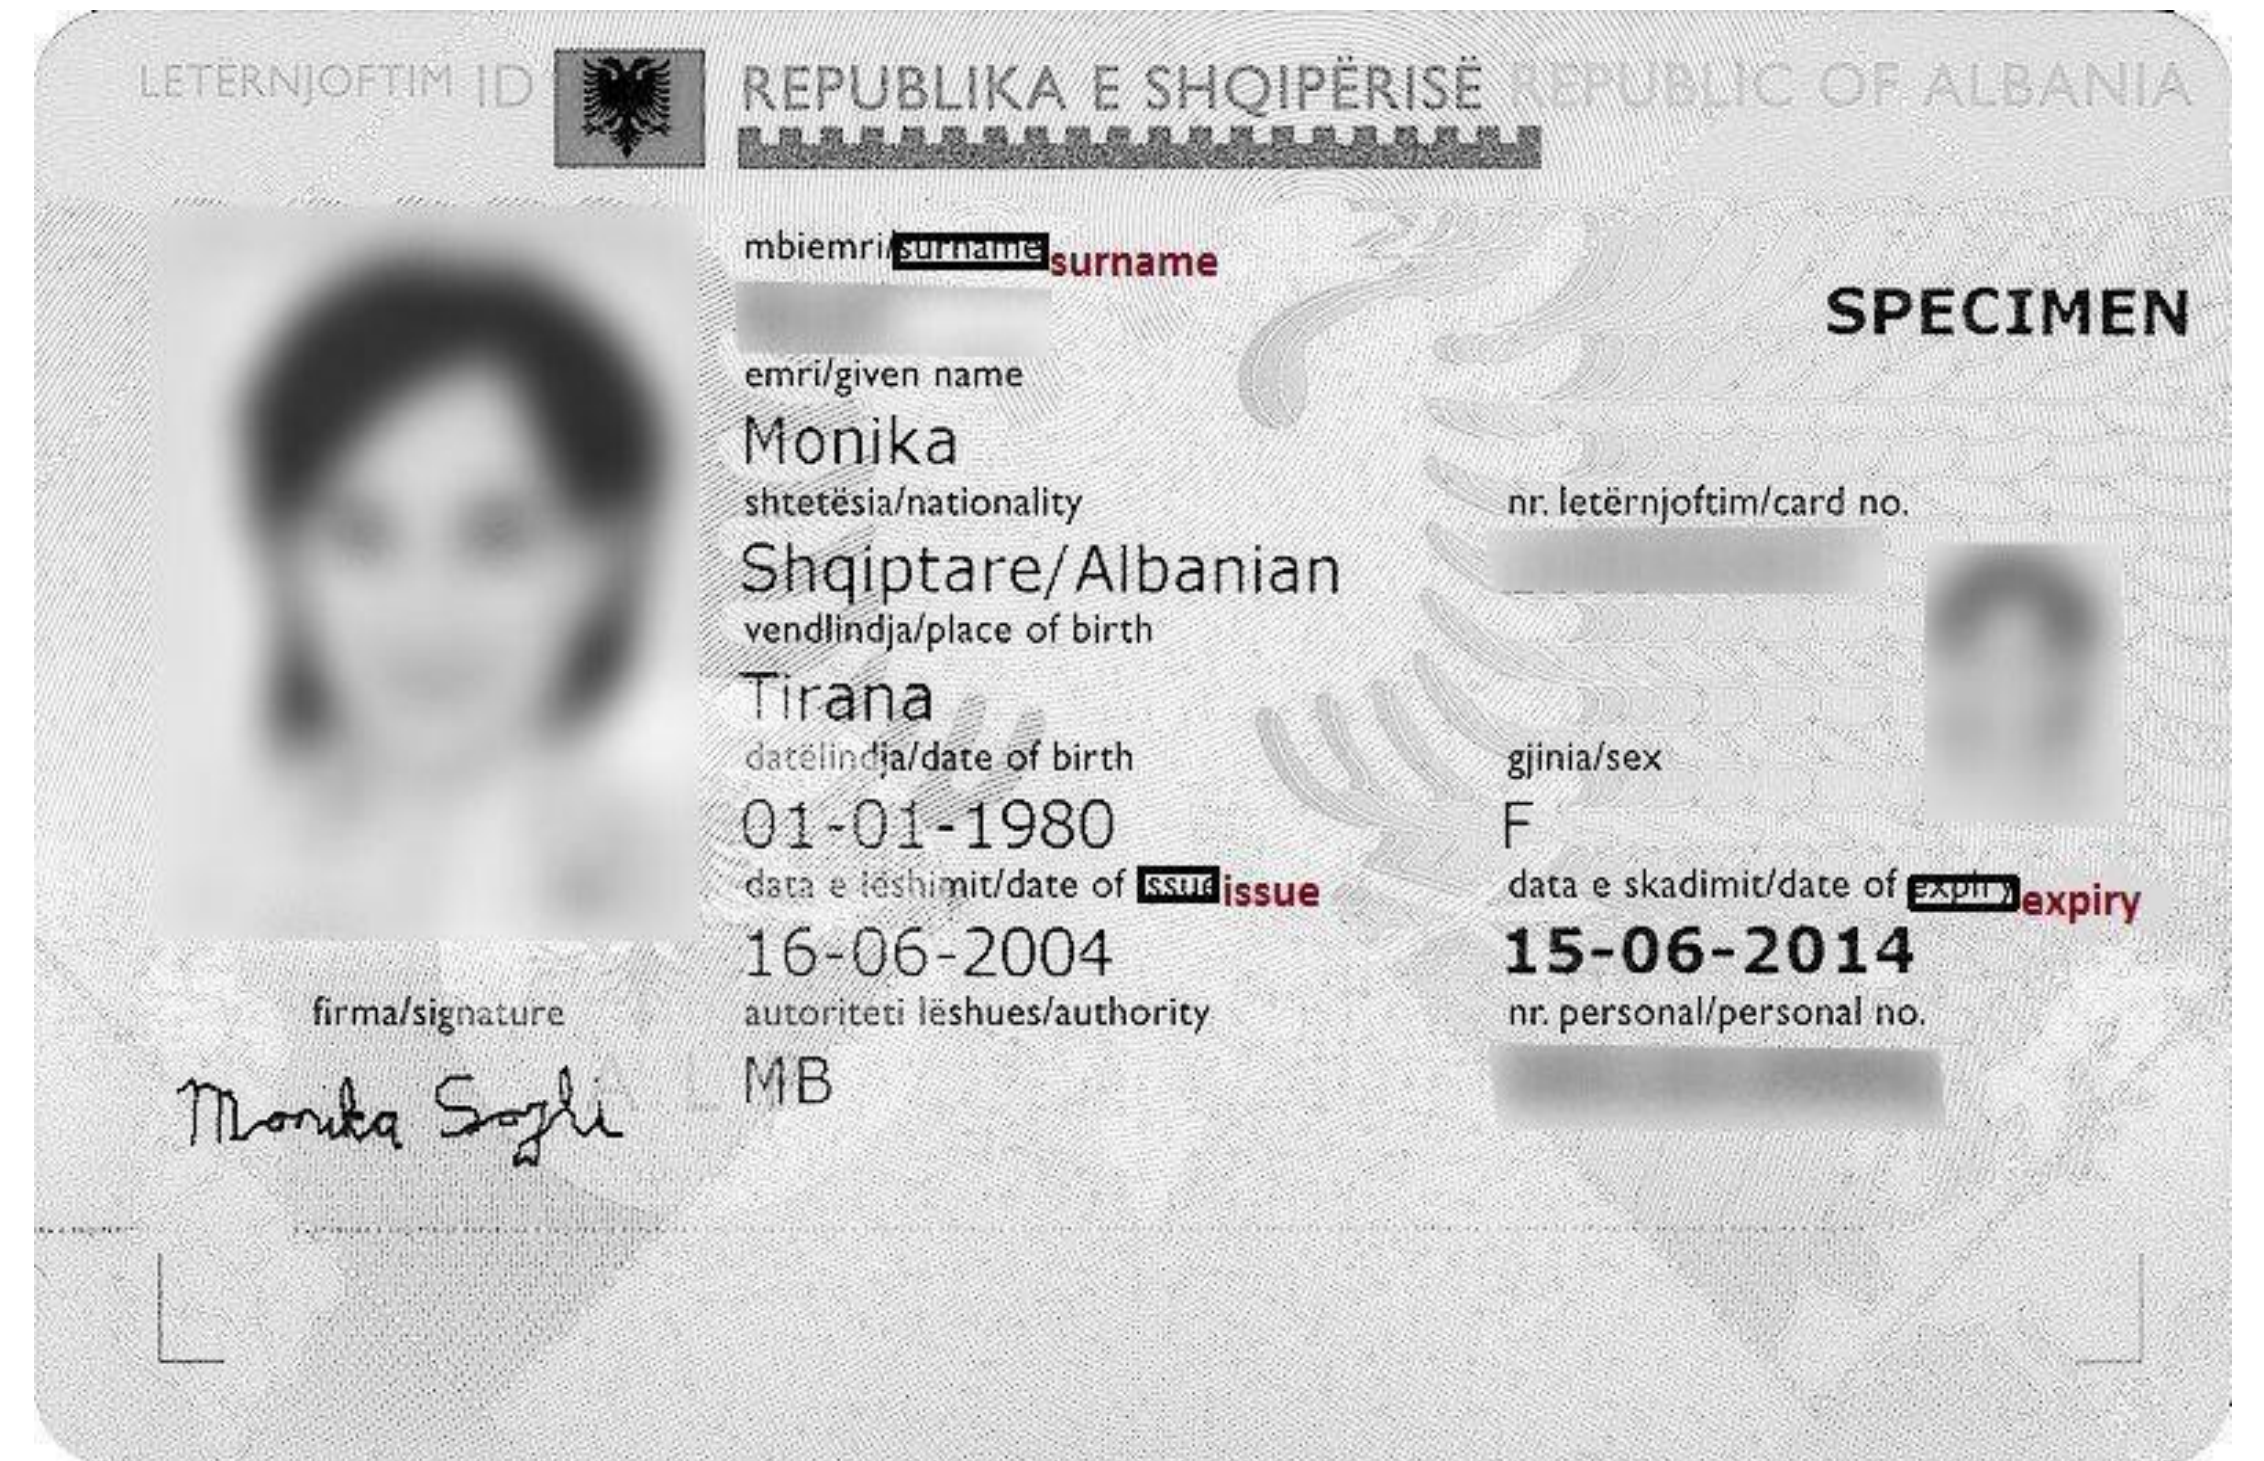 LETËRNJOFTIM ID REPUBLIKA E SHQIPËRISË REPUBLIC OF ALBANIA
mbiemri/surname surname
SPECIMEN
emri/given name
Monika
shtetësia/nationality
nr. letërnjoftim/card no.
Shqiptare/Albanian
vendlindja/place of birth
Tirana
datëlindja/date of birth
gjinia/sex
01-01-1980
F
data e lëshimit/date of issue issue
data e skadimit/date of expiry expiry
16-06-2004
15-06-2014
firma/signature
autoriteti lëshues/authority
nr. personal/personal no.
MB
Monika